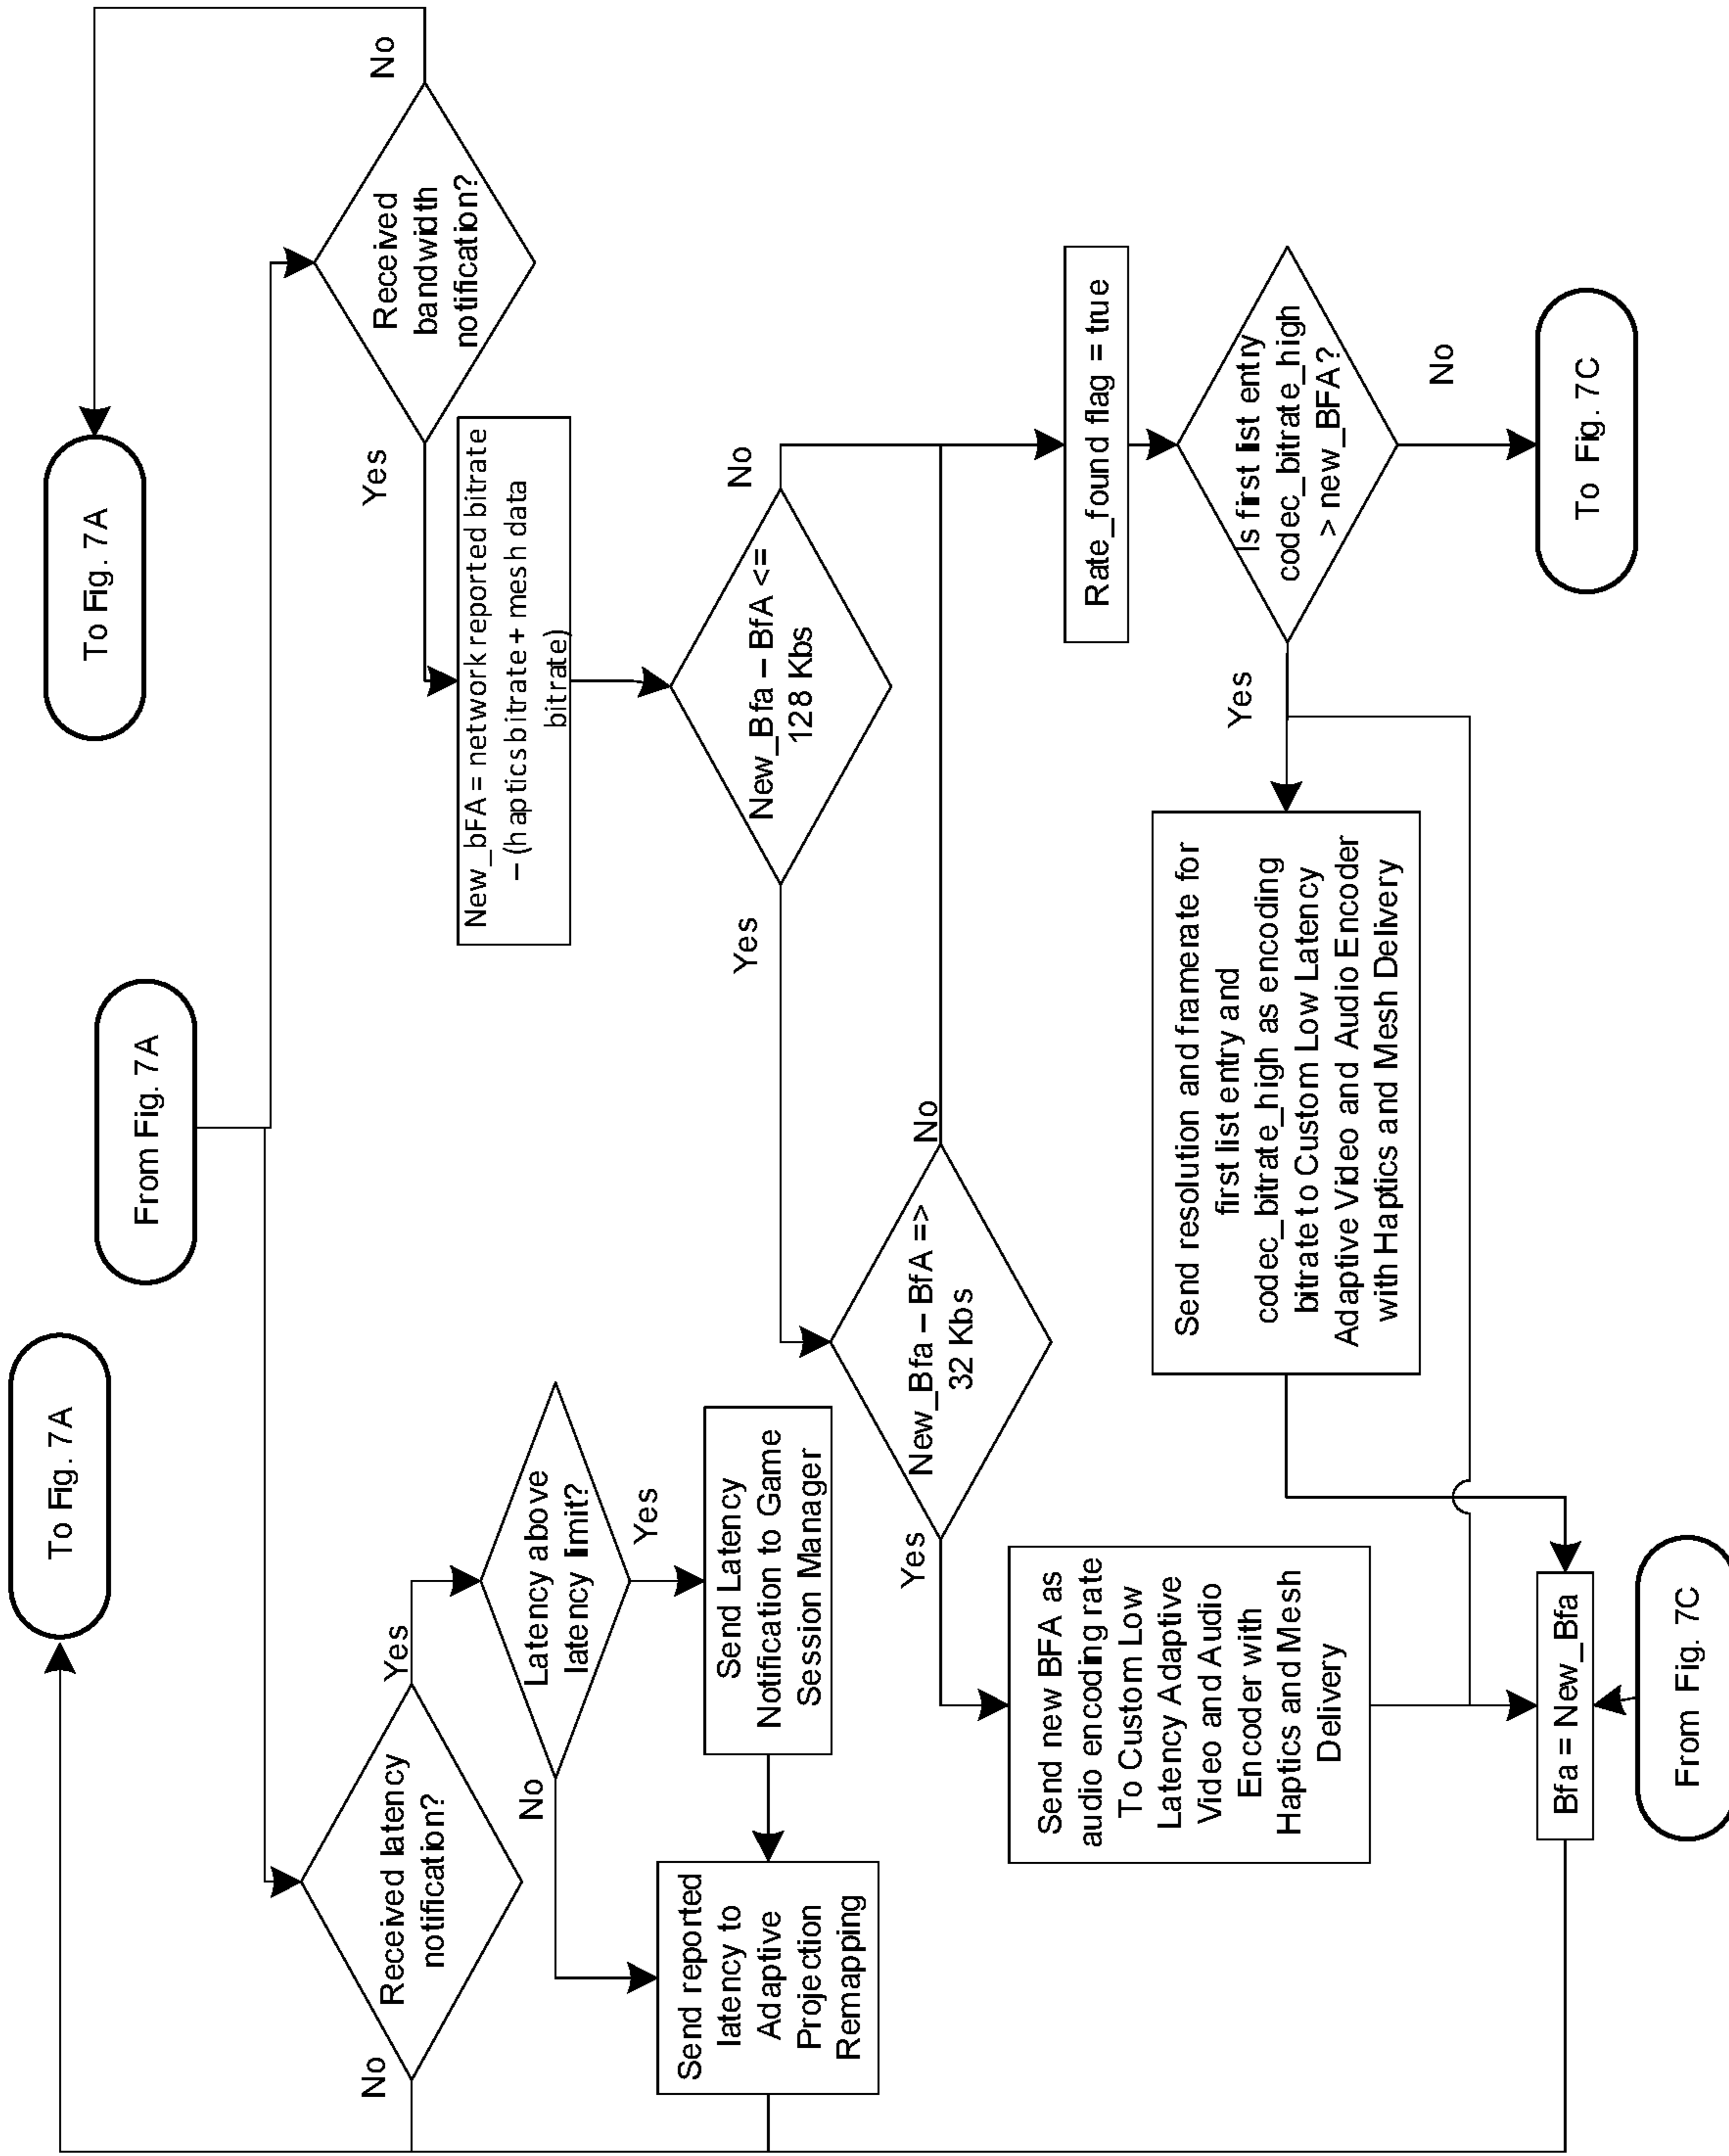 To Fig. 7A
From Fig. 7A
To Fig. 7A
Received latency
notification?
No
Yes
Latency above
latency limit?
No
Yes
Send Latency
Notification to Game
Session Manager
Send reported
latency to
Adaptive
Projection
Remapping
Received
bandwidth
notification?
No
Yes
New_bFA = network reported bitrate
– (haptics bitrate + mesh data
bitrate)
New_Bfa – BfA <=
128 Kbs
No
Yes
New_Bfa – BfA =>
32 Kbs
No
Yes
Send new BFA as
audio encoding rate
To Custom Low
Latency Adaptive
Video and Audio
Encoder with
Haptics and Mesh
Delivery
Rate_found flag = true
Is first list entry
codec_bitrate_high
> new_BFA?
Yes
No
Send resolution and framerate for
first list entry and
codec_bitrate_high as encoding
bitrate to Custom Low Latency
Adaptive Video and Audio Encoder
with Haptics and Mesh Delivery
Bfa = New_Bfa
From Fig. 7C
To Fig. 7C